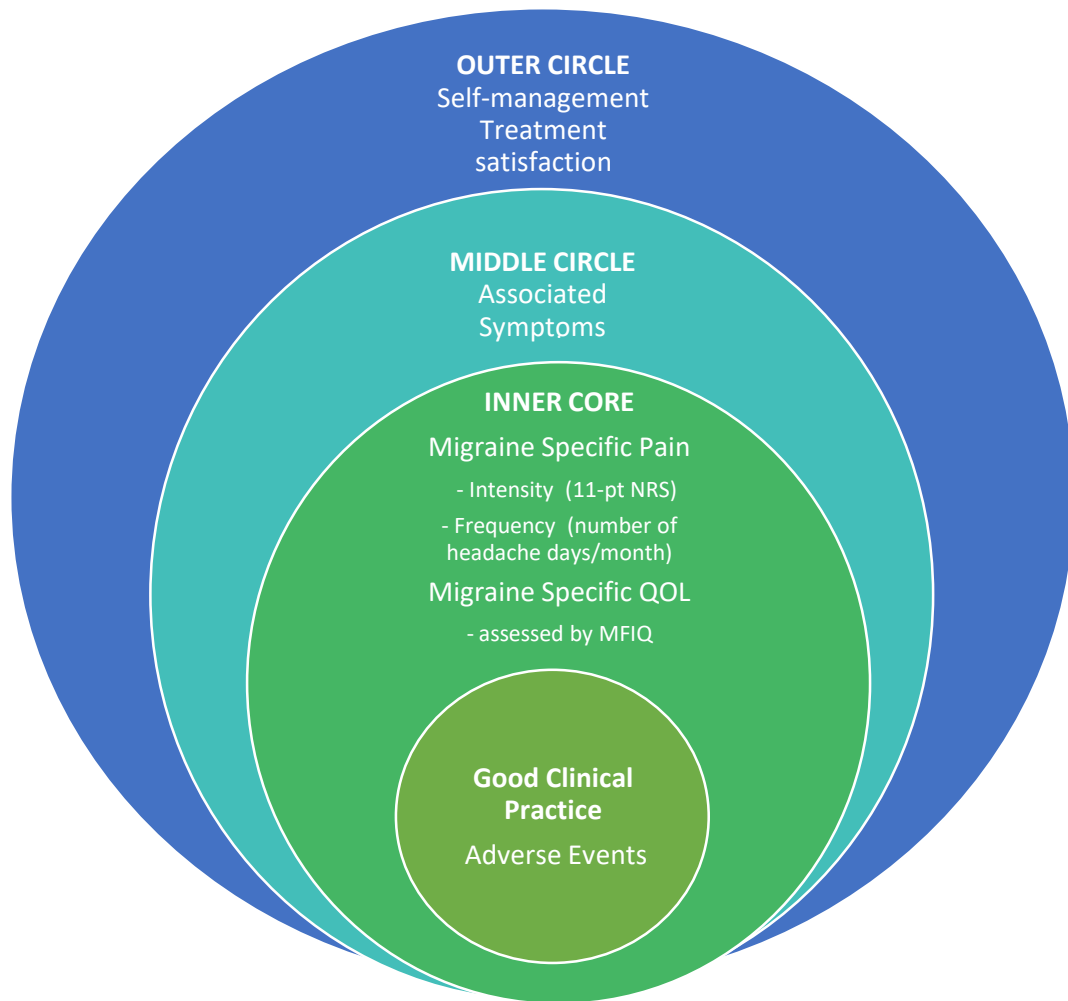 OUTER CIRCLE
Self-management
Treatment
satisfaction
MIDDLE CIRCLE
Associated
Symptoms
INNER CORE
Migraine Specific Pain
- Intensity (11-pt NRS)
- Frequency (number of
headache days/month)
Migraine Specific QOL
- assessed by MFIQ
Good Clinical
Practice
Adverse Events